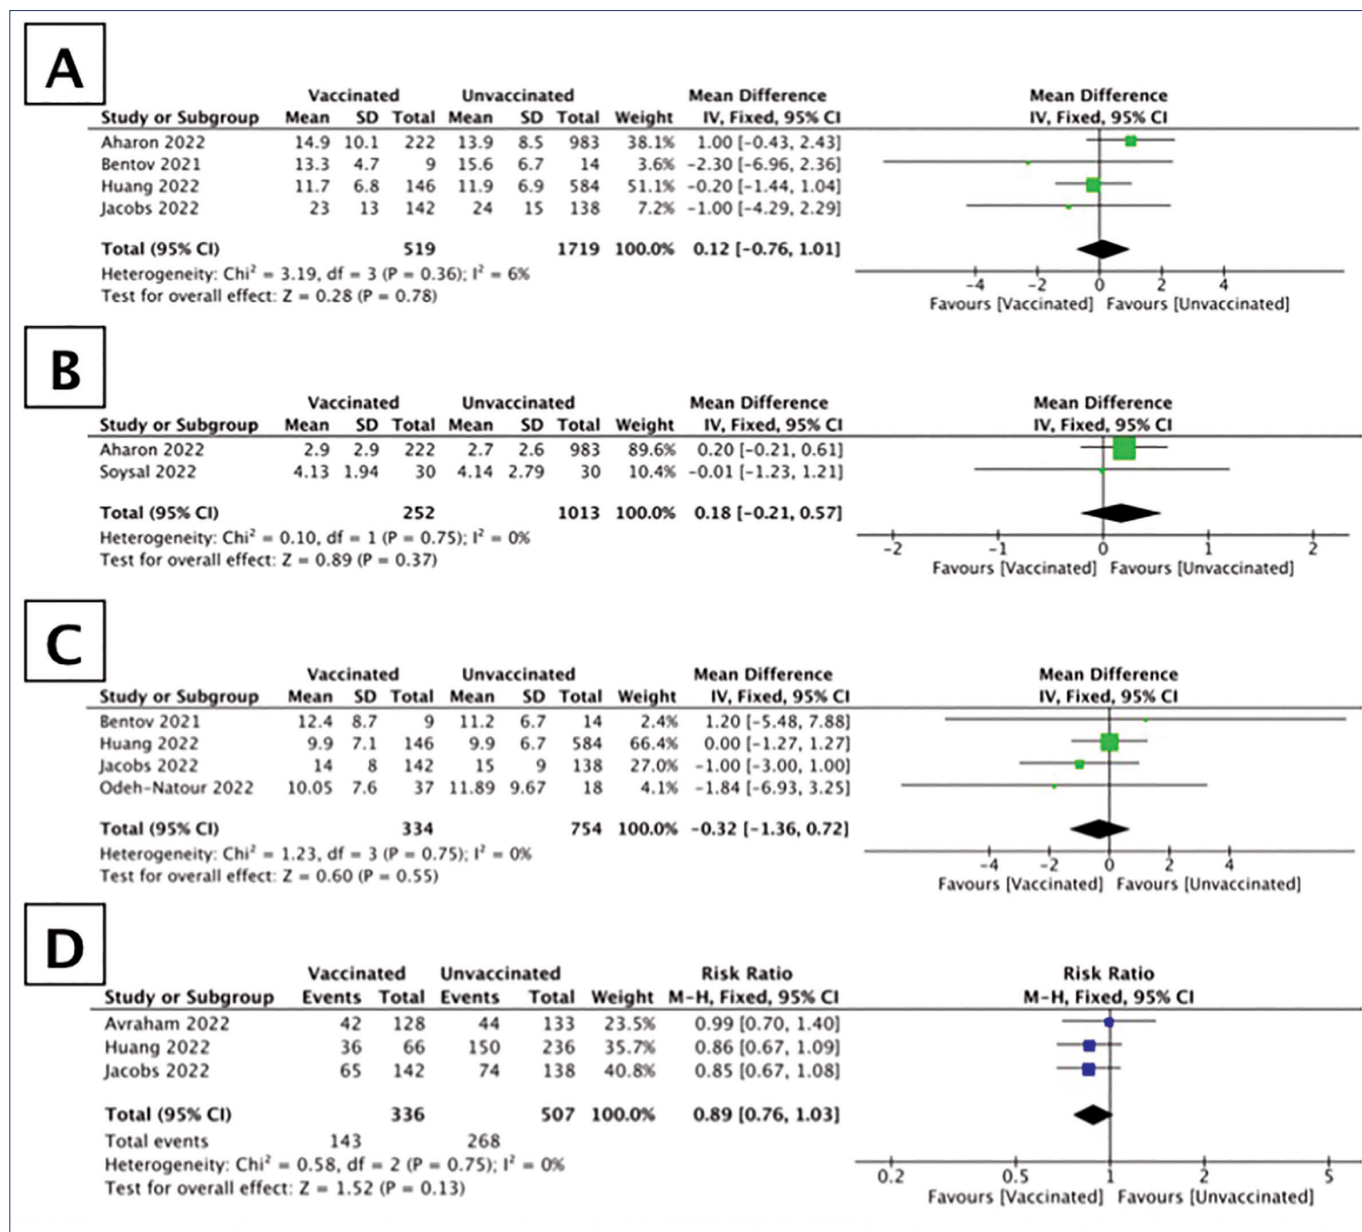 A
Vaccinated Unvaccinated Mean Difference Mean Difference
Study or Subgroup Mean SD Total Mean SD Total Weight IV, Fixed, 95% CI IV, Fixed, 95% CI
Aharon 2022 14.9 10.1 222 13.9 8.5 983 38.1% 1.00 [−0.43, 2.43]
Bentov 2021 13.3 4.7 9 15.6 6.7 14 3.6% −2.30 [−6.96, 2.36]
Huang 2022 11.7 6.8 146 11.9 6.9 584 51.1% −0.20 [−1.44, 1.04]
Jacobs 2022 23 13 142 24 15 138 7.2% −1.00 [−4.29, 2.29]
Total (95% CI) 519 1719 100.0% 0.12 [−0.76, 1.01]
Heterogeneity: Chi² = 3.19, df = 3 (P = 0.36); I² = 6%
−4 −2 0 2 4
Test for overall effect: Z = 0.28 (P = 0.78)
Favours [Vaccinated] Favours [Unvaccinated]
B
Vaccinated Unvaccinated Mean Difference Mean Difference
Study or Subgroup Mean SD Total Mean SD Total Weight IV, Fixed, 95% CI IV, Fixed, 95% CI
Aharon 2022 2.9 2.9 222 2.7 2.6 983 89.6% 0.20 [−0.21, 0.61]
Soysal 2022 4.13 1.94 30 4.14 2.79 30 10.4% −0.01 [−1.23, 1.21]
Total (95% CI) 252 1013 100.0% 0.18 [−0.21, 0.57]
Heterogeneity: Chi² = 0.10, df = 1 (P = 0.75); I² = 0%
−2 −1 0 1 2
Test for overall effect: Z = 0.89 (P = 0.37)
Favours [Vaccinated] Favours [Unvaccinated]
C
Vaccinated Unvaccinated Mean Difference Mean Difference
Study or Subgroup Mean SD Total Mean SD Total Weight IV, Fixed, 95% CI IV, Fixed, 95% CI
Bentov 2021 12.4 8.7 9 11.2 6.7 14 2.4% 1.20 [−5.48, 7.88]
Huang 2022 9.9 7.1 146 9.9 6.7 584 66.4% 0.00 [−1.27, 1.27]
Jacobs 2022 14 8 142 15 9 138 27.0% −1.00 [−3.00, 1.00]
Odeh−Natour 2022 10.05 7.6 37 11.89 9.67 18 4.1% −1.84 [−6.93, 3.25]
Total (95% CI) 334 754 100.0% −0.32 [−1.36, 0.72]
Heterogeneity: Chi² = 1.23, df = 3 (P = 0.75); I² = 0%
−4 −2 0 2 4
Test for overall effect: Z = 0.60 (P = 0.55)
Favours [Vaccinated] Favours [Unvaccinated]
D
Vaccinated Unvaccinated Risk Ratio Risk Ratio
Study or Subgroup Events Total Events Total Weight M−H, Fixed, 95% CI M−H, Fixed, 95% CI
Avraham 2022 42 128 44 133 23.5% 0.99 [0.70, 1.40]
Huang 2022 36 66 150 236 35.7% 0.86 [0.67, 1.09]
Jacobs 2022 65 142 74 138 40.8% 0.85 [0.67, 1.08]
Total (95% CI) 336 507 100.0% 0.89 [0.76, 1.03]
Total events 143 268
Heterogeneity: Chi² = 0.58, df = 2 (P = 0.75); I² = 0%
0.2 0.5 1 2 5
Test for overall effect: Z = 1.52 (P = 0.13)
Favours [Vaccinated] Favours [Unvaccinated]